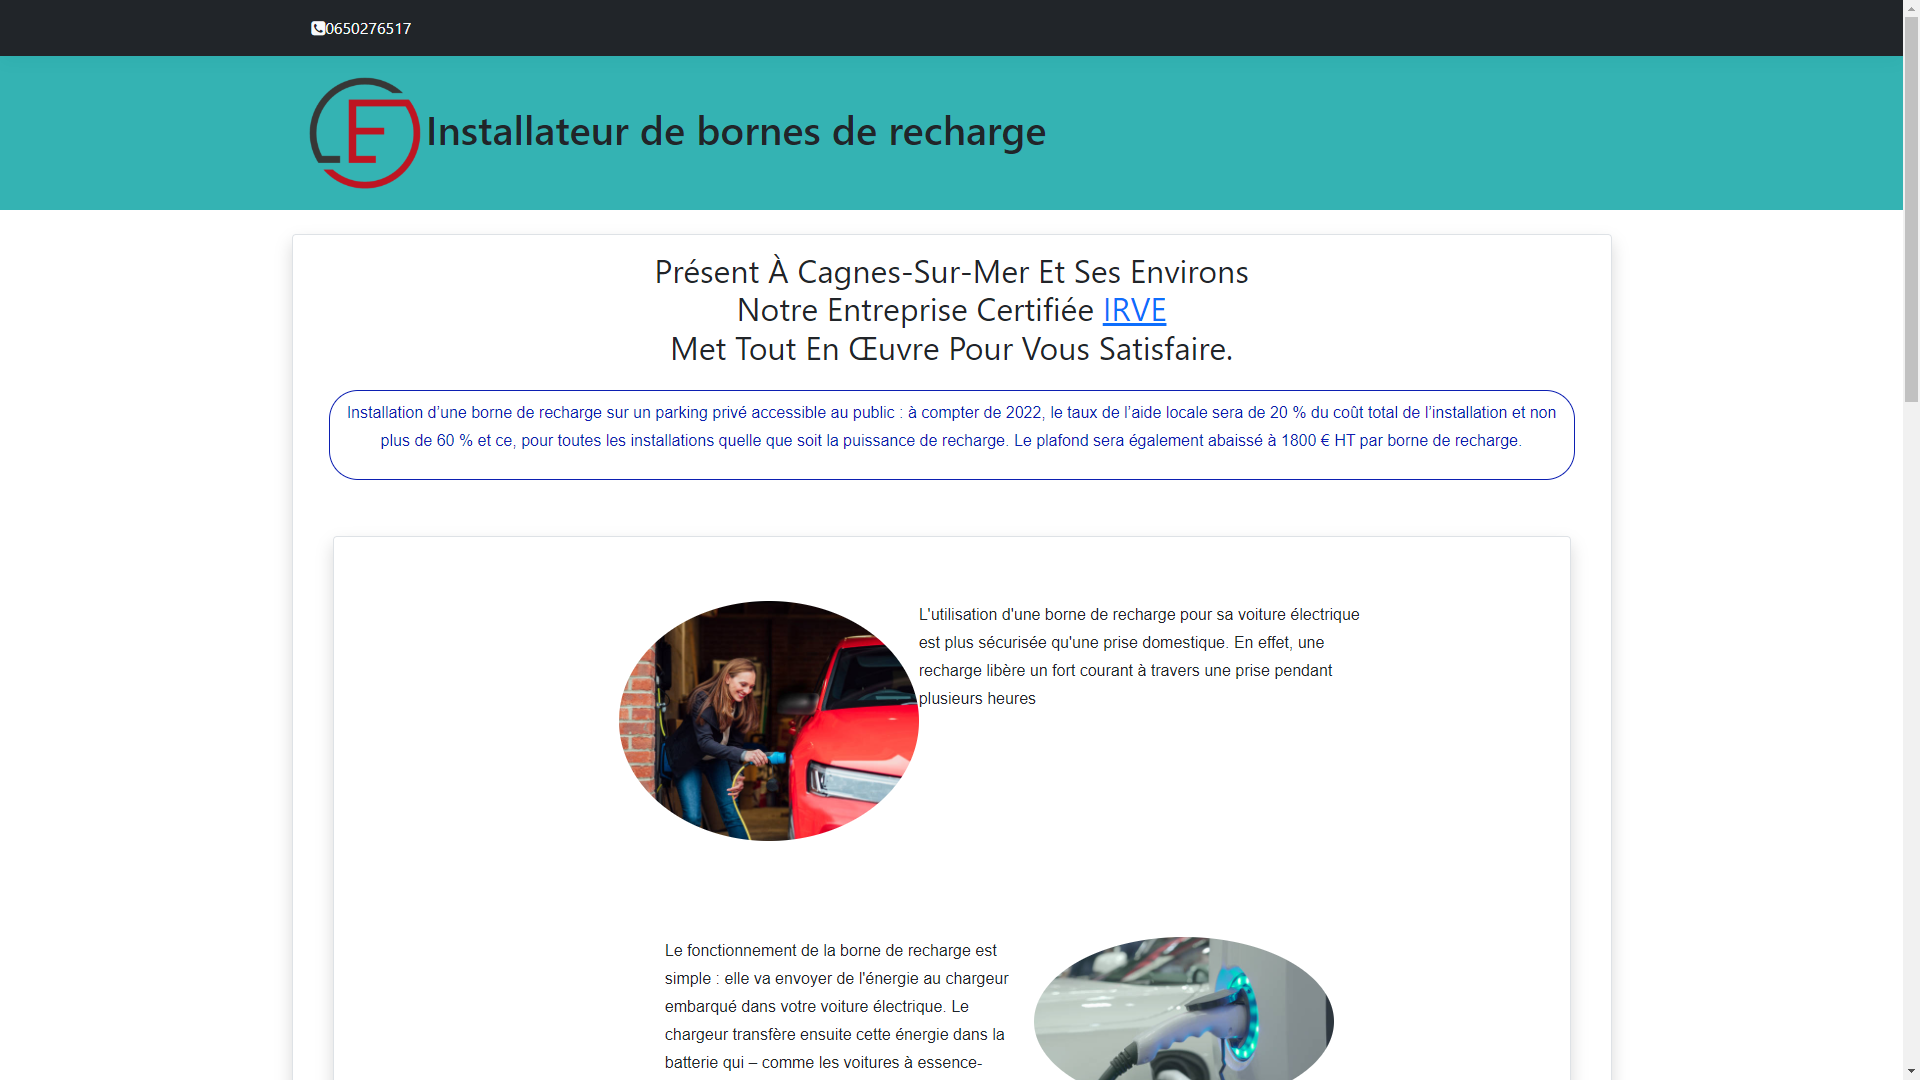 0650276517
E
Installateur de bornes de recharge
Présent À Cagnes-Sur-Mer Et Ses Environs
Notre Entreprise Certifiée IRVE
Met Tout En Œuvre Pour Vous Satisfaire.
Installation d’une borne de recharge sur un parking privé accessible au public : à compter de 2022, le taux de l’aide locale sera de 20 % du coût total de l’installation et non
plus de 60 % et ce, pour toutes les installations quelle que soit la puissance de recharge. Le plafond sera également abaissé à 1800 € HT par borne de recharge.
L'utilisation d'une borne de recharge pour sa voiture électrique
est plus sécurisée qu'une prise domestique. En effet, une
recharge libère un fort courant à travers une prise pendant
plusieurs heures
Le fonctionnement de la borne de recharge est
simple : elle va envoyer de l'énergie au chargeur
embarqué dans votre voiture électrique. Le
chargeur transfère ensuite cette énergie dans la
batterie qui – comme les voitures à essence-